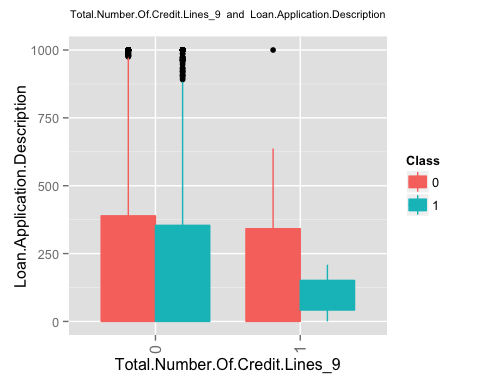 Total.Number.Of.Credit.Lines_9 and Loan.Application.Description
Loan.Application.Description
1000
750
500
250
0
0
1
Total.Number.Of.Credit.Lines_9
Class
0
1